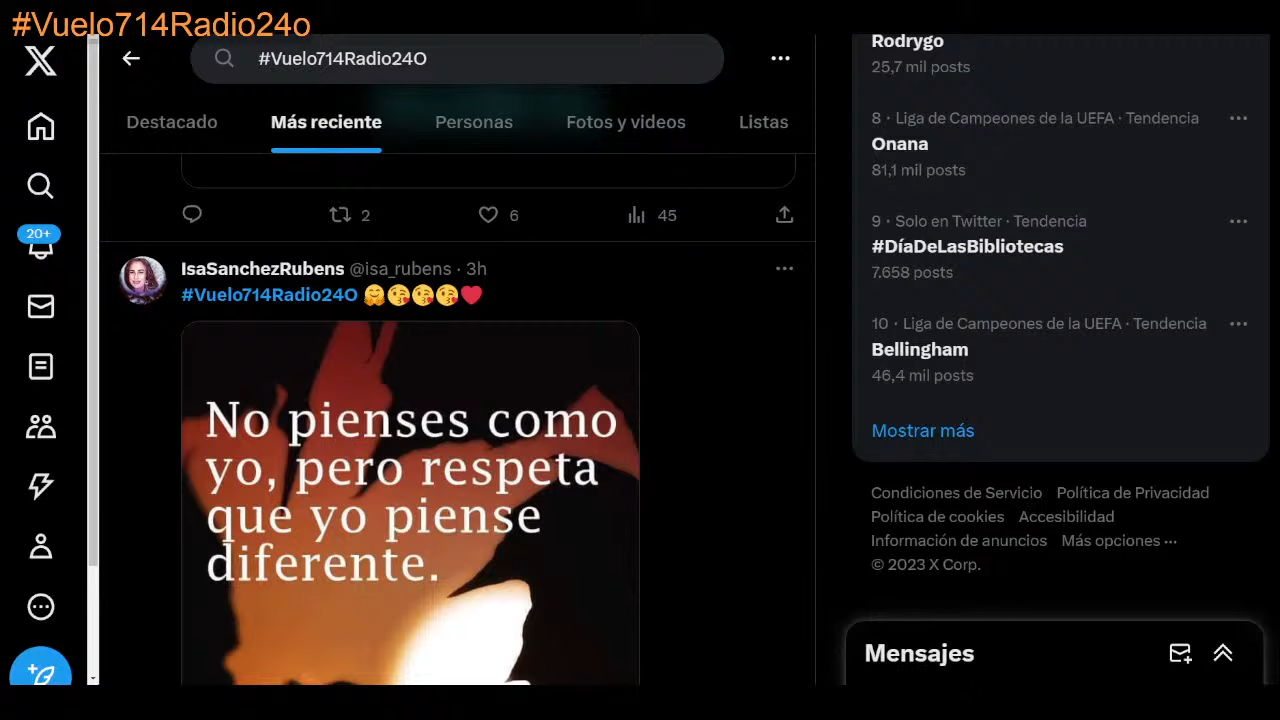 #Vuelo714Radio24o
#Vuelo714Radio24O
Destacado
Más reciente
Personas
Fotos y videos
Listas
20+
2
6
45
IsaSanchezRubens @isa_rubens · 3h
#Vuelo714Radio24O 🤗😘😘😘❤️
No pienses como
yo, pero respeta
que yo piense
diferente.
Rodrygo
25,7 mil posts
8 · Liga de Campeones de la UEFA · Tendencia
Onana
81,1 mil posts
9 · Solo en Twitter · Tendencia
#DíaDeLasBibliotecas
7.658 posts
10 · Liga de Campeones de la UEFA · Tendencia
Bellingham
46,4 mil posts
Mostrar más
Condiciones de Servicio Política de Privacidad
Política de cookies Accesibilidad
Información de anuncios Más opciones ···
© 2023 X Corp.
Mensajes